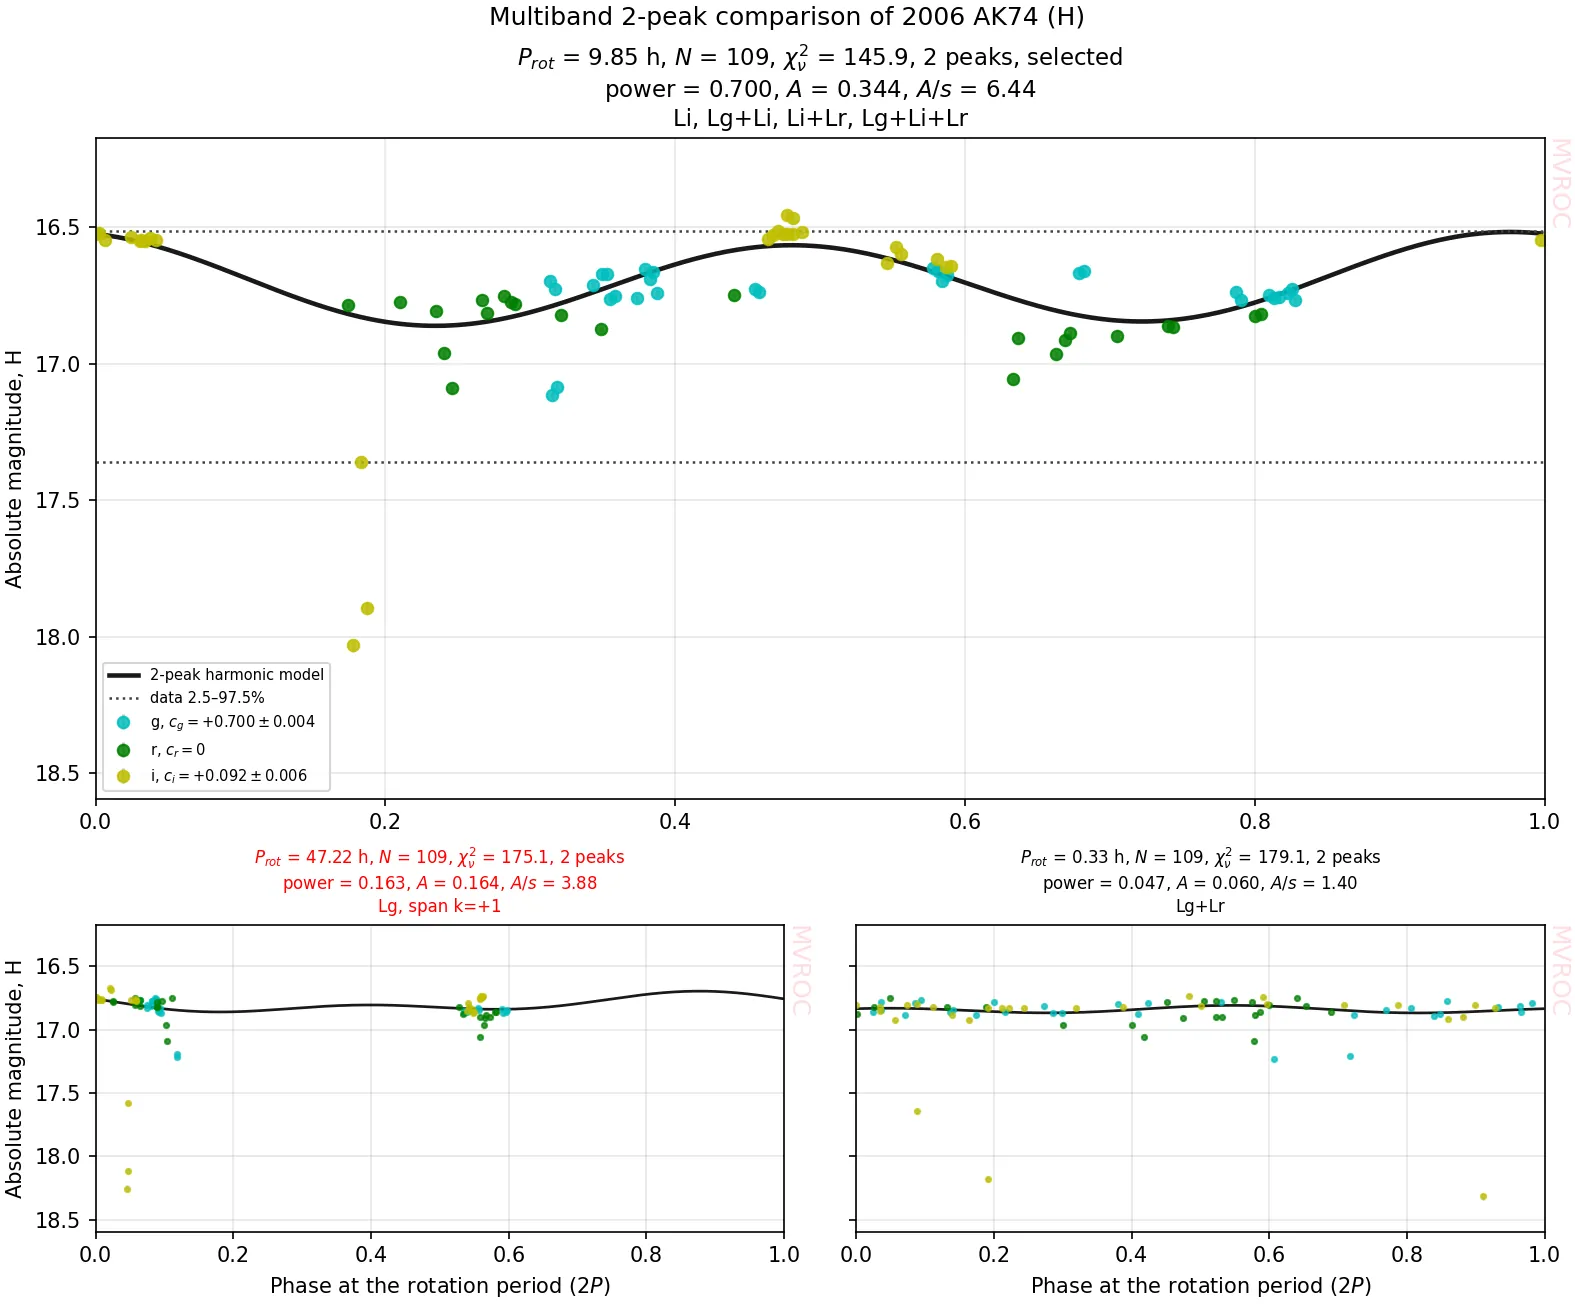 Multiband 2-peak comparison of 2006 AK74 (H)
P_rot = 9.85 h, N = 109, χ²_ν = 145.9, 2 peaks, selected
power = 0.700, A = 0.344, A/s = 6.44
Li, Lg+Li, Li+Lr, Lg+Li+Lr
MVROC
Absolute magnitude, H
16.5
17.0
17.5
18.0
18.5
2-peak harmonic model
data 2.5–97.5%
g, c_g = +0.700 ± 0.004
r, c_r = 0
i, c_i = +0.092 ± 0.006
0.0 0.2 0.4 0.6 0.8 1.0
P_rot = 47.22 h, N = 109, χ²_ν = 175.1, 2 peaks
power = 0.163, A = 0.164, A/s = 3.88
Lg, span k=+1
MVROC
Absolute magnitude, H
16.5
17.0
17.5
18.0
18.5
0.0 0.2 0.4 0.6 0.8 1.0
Phase at the rotation period (2P)
P_rot = 0.33 h, N = 109, χ²_ν = 179.1, 2 peaks
power = 0.047, A = 0.060, A/s = 1.40
Lg+Lr
MVROC
0.0 0.2 0.4 0.6 0.8 1.0
Phase at the rotation period (2P)